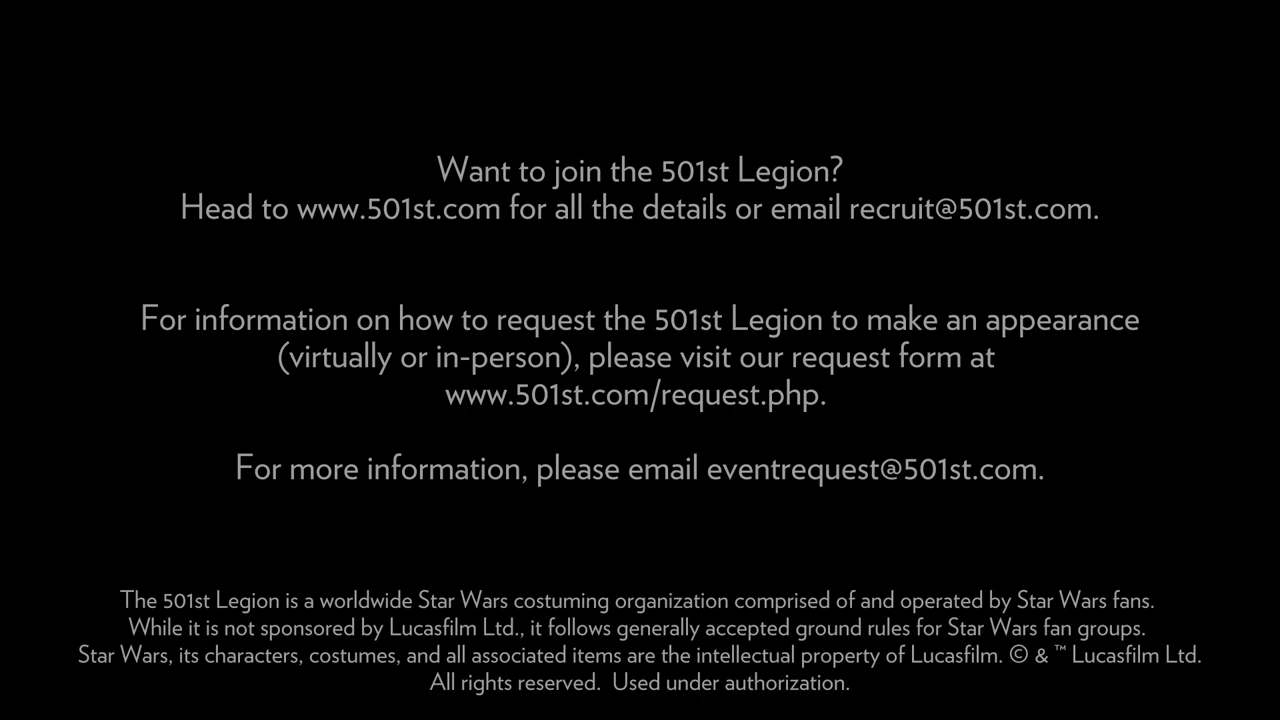 Want to join the 501st Legion?
Head to www.501st.com for all the details or email recruit@501st.com.
For information on how to request the 501st Legion to make an appearance
(virtually or in-person), please visit our request form at
www.501st.com/request.php.
For more information, please email eventrequest@501st.com.
The 501st Legion is a worldwide Star Wars costuming organization comprised of and operated by Star Wars fans.
While it is not sponsored by Lucasfilm Ltd., it follows generally accepted ground rules for Star Wars fan groups.
Star Wars, its characters, costumes, and all associated items are the intellectual property of Lucasfilm. © & ™ Lucasfilm Ltd.
All rights reserved. Used under authorization.